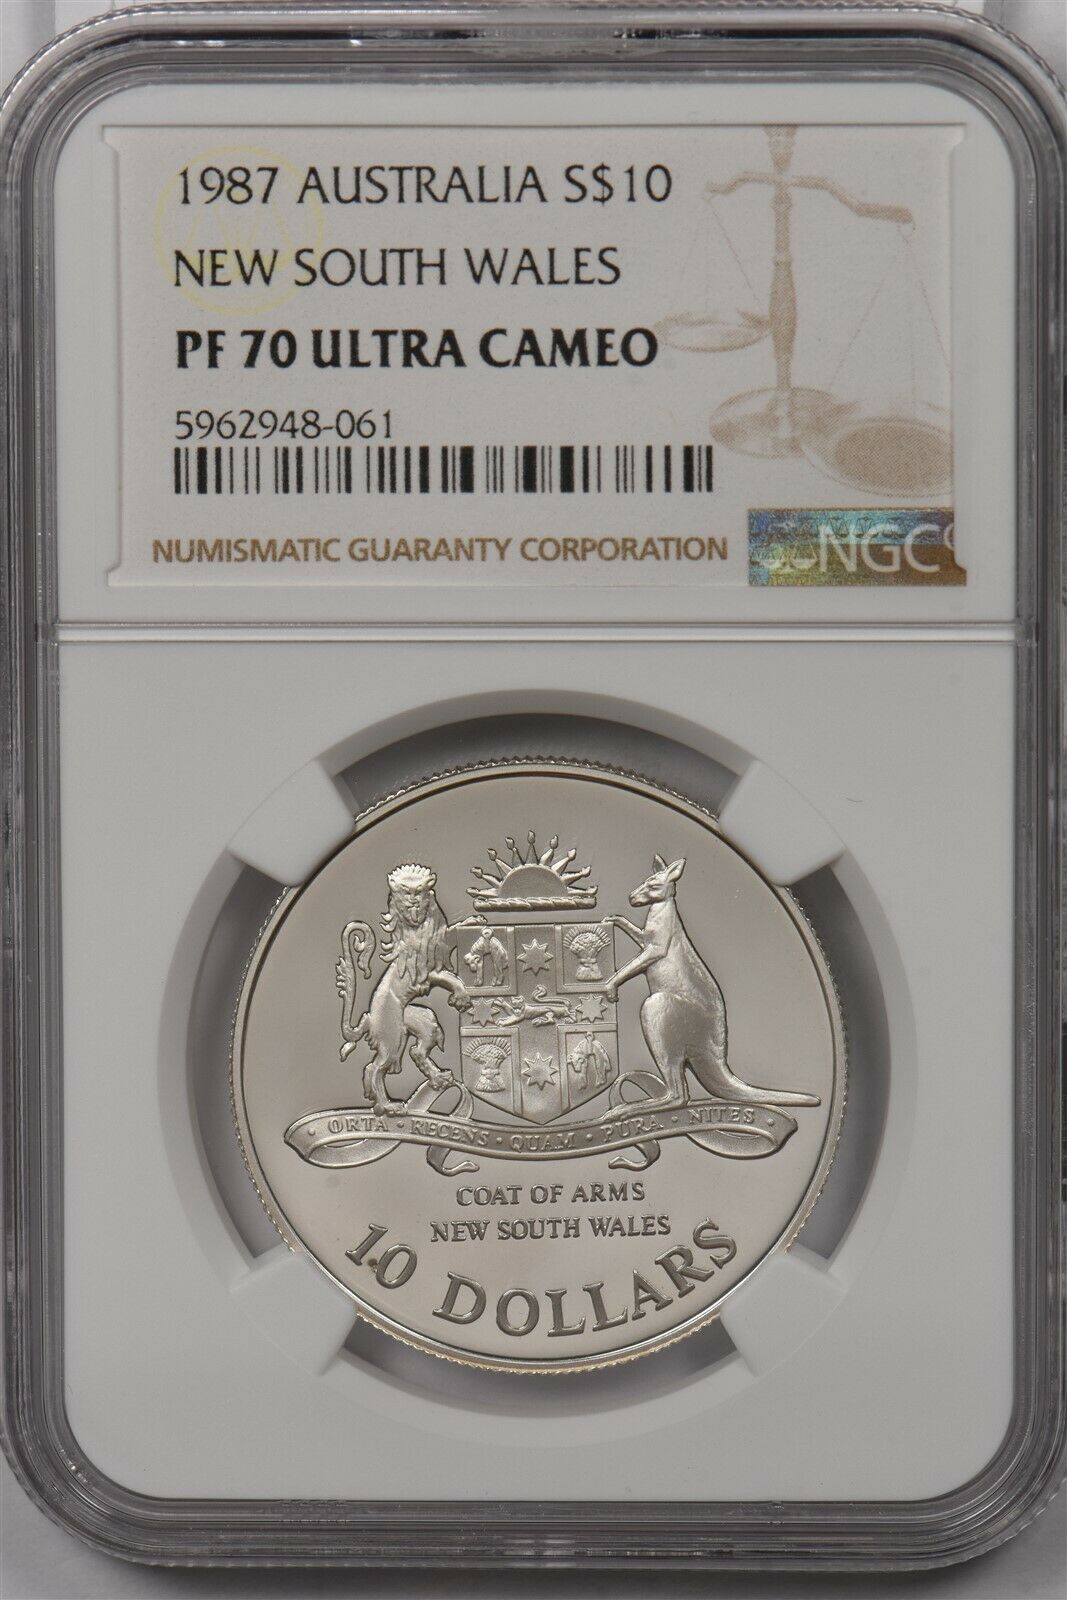 1987 AUSTRALIA S$10
NEW SOUTH WALES
PF 70 ULTRA CAMEO
5962948-061
NUMISMATIC GUARANTY CORPORATION
NGC
ORTA · RECENS · QUAM · PURA · NITES
COAT OF ARMS
NEW SOUTH WALES
10 DOLLARS